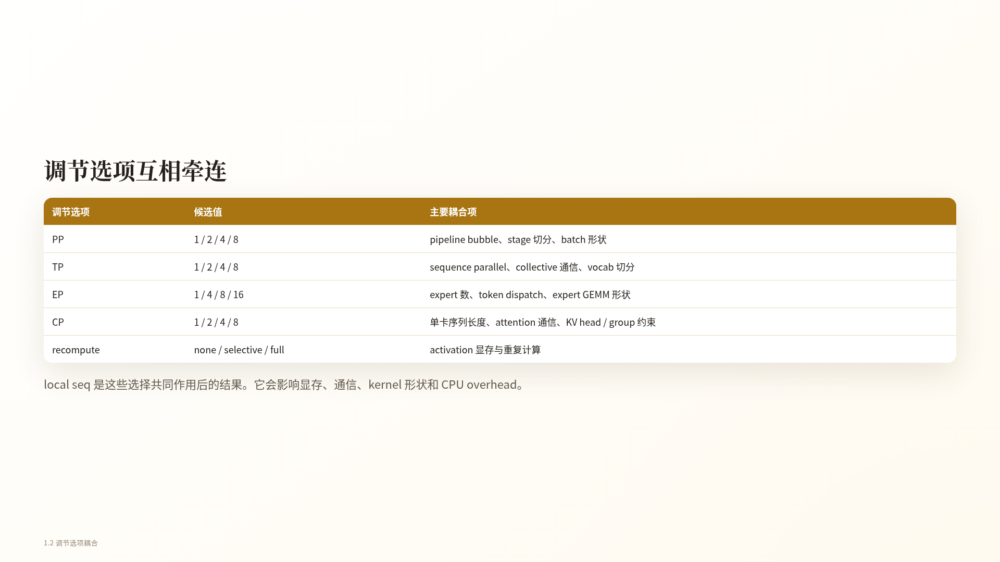 调节选项互相牵连
调节选项 候选值 主要耦合项
PP 1 / 2 / 4 / 8 pipeline bubble、stage 切分、batch 形状
TP 1 / 2 / 4 / 8 sequence parallel、collective 通信、vocab 切分
EP 1 / 4 / 8 / 16 expert 数、token dispatch、expert GEMM 形状
CP 1 / 2 / 4 / 8 单卡序列长度、attention 通信、KV head / group 约束
recompute none / selective / full activation 显存与重复计算
local seq 是这些选择共同作用后的结果。它会影响显存、通信、kernel 形状和 CPU overhead。
1.2 调节选项耦合